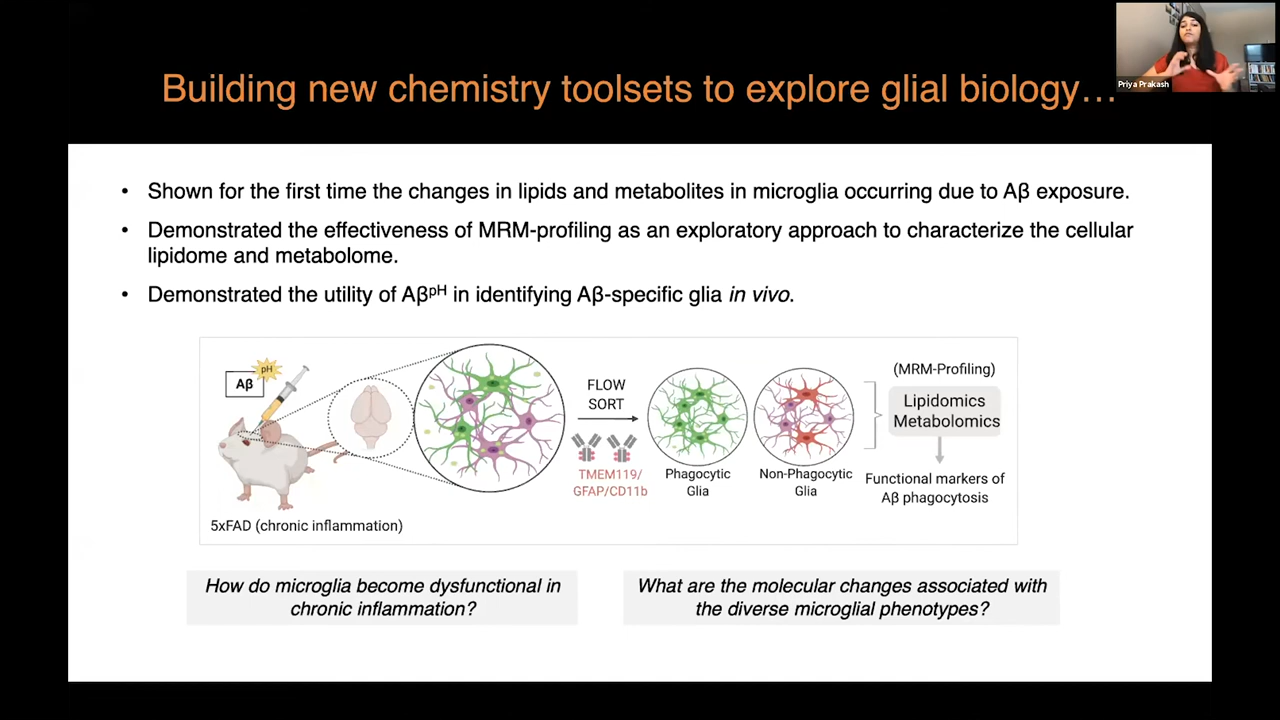 Building new chemistry toolsets to explore glial biology…
Priya Prakash
• Shown for the first time the changes in lipids and metabolites in microglia occurring due to Aβ exposure.
• Demonstrated the effectiveness of MRM-profiling as an exploratory approach to characterize the cellular
lipidome and metabolome.
• Demonstrated the utility of Aβᵖᴴ in identifying Aβ-specific glia in vivo.
Aβ
pH
5xFAD (chronic inflammation)
FLOW
SORT
TMEM119/
GFAP/CD11b
Phagocytic
Glia
Non-Phagocytic
Glia
(MRM-Profiling)
Lipidomics
Metabolomics
Functional markers of
Aβ phagocytosis
How do microglia become dysfunctional in
chronic inflammation?
What are the molecular changes associated with
the diverse microglial phenotypes?